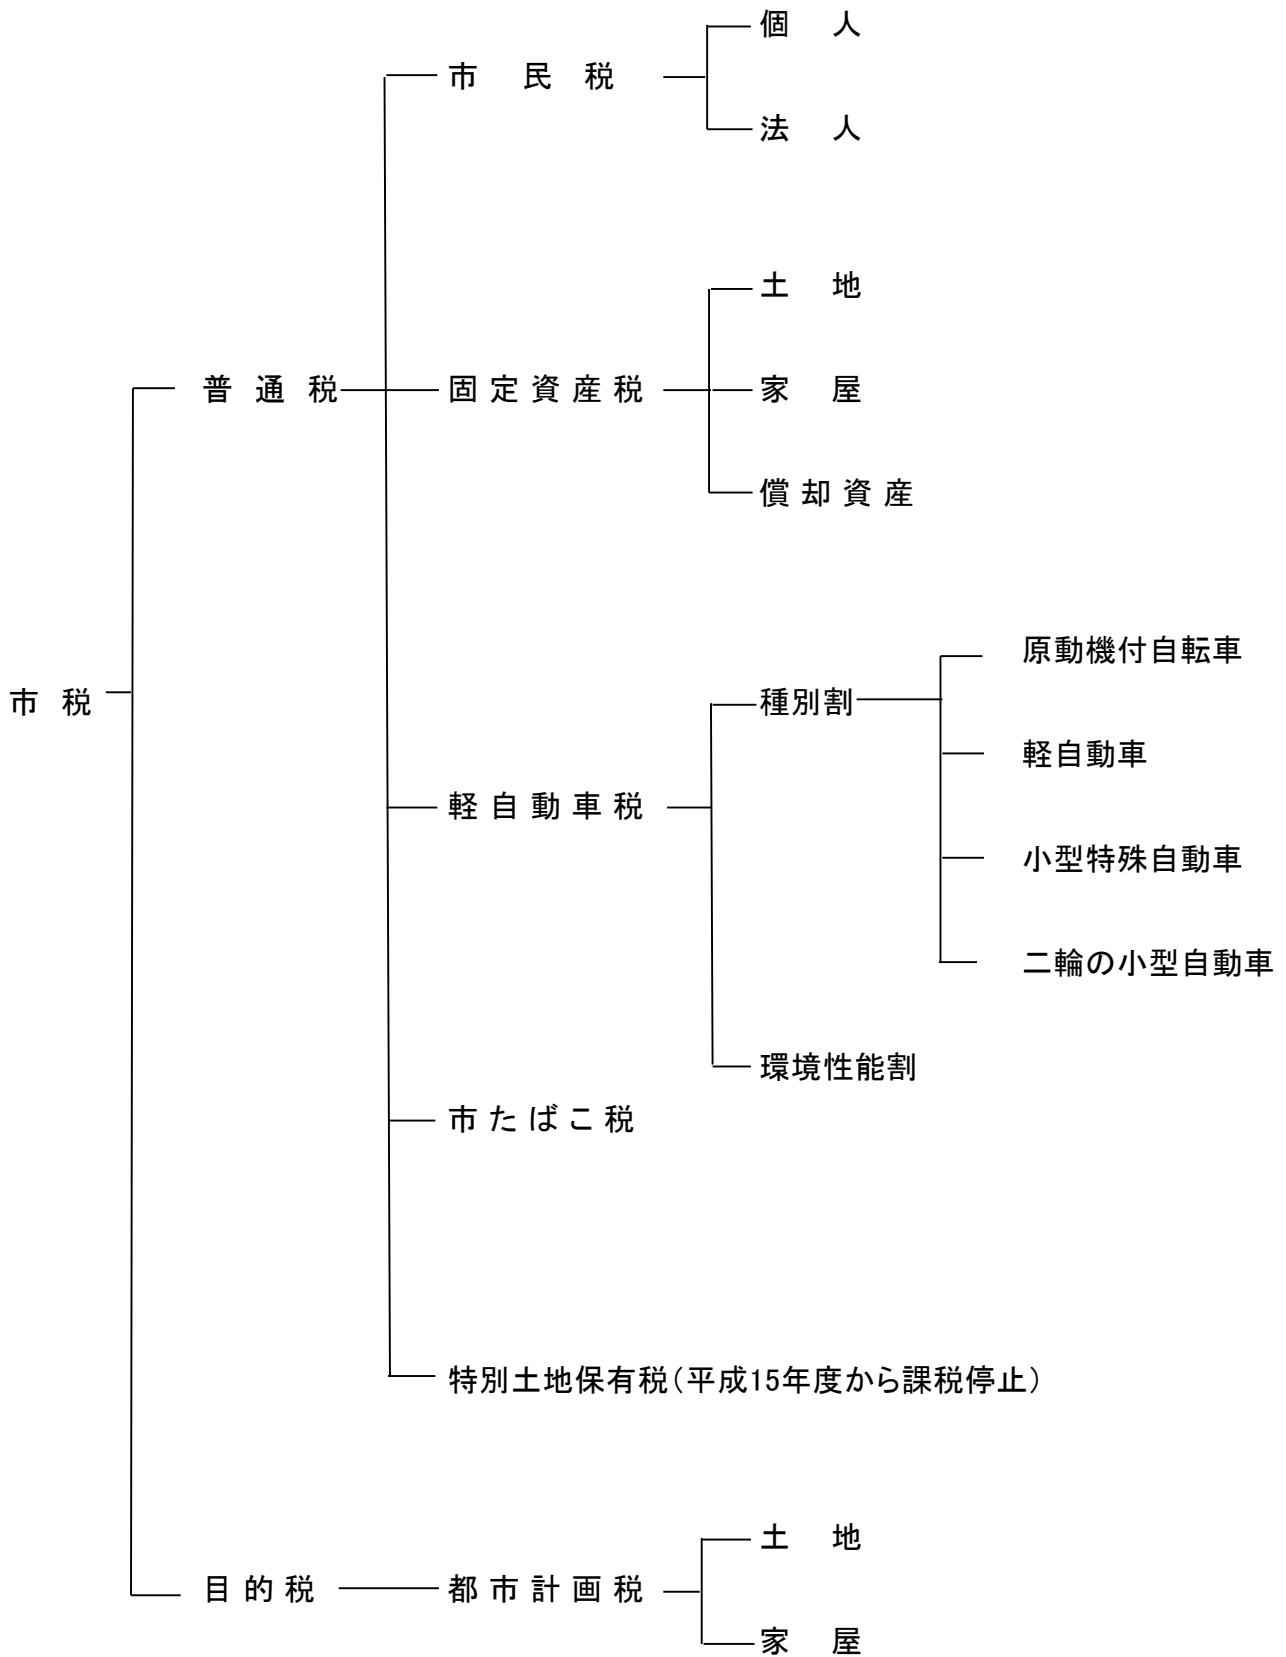 個 人
市 民 税
法 人
土 地
普 通 税
固 定 資 産 税
家 屋
償 却 資 産
原動機付自転車
市 税
種別割
軽自動車
軽 自 動 車 税
小型特殊自動車
二輪の小型自動車
環境性能割
市 た ば こ 税
特別土地保有税(平成15年度から課税停止)
土 地
目 的 税
都 市 計 画 税
家 屋